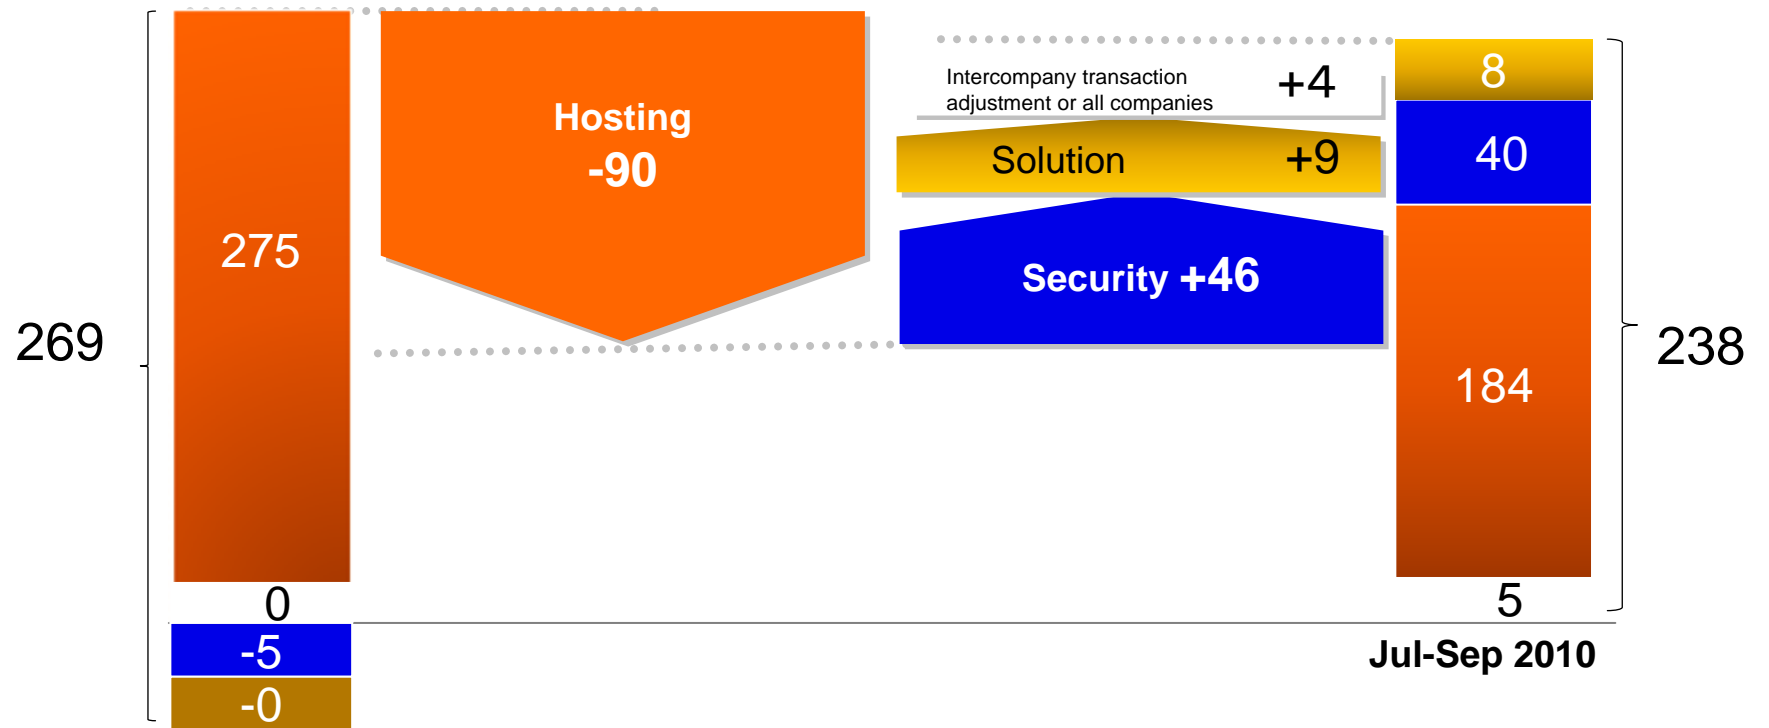 269
275
0
-5
-0
Hosting
-90
Intercompany transaction
adjustment or all companies
+4
Solution +9
Security +46
8
40
184
5
238
Jul-Sep 2010